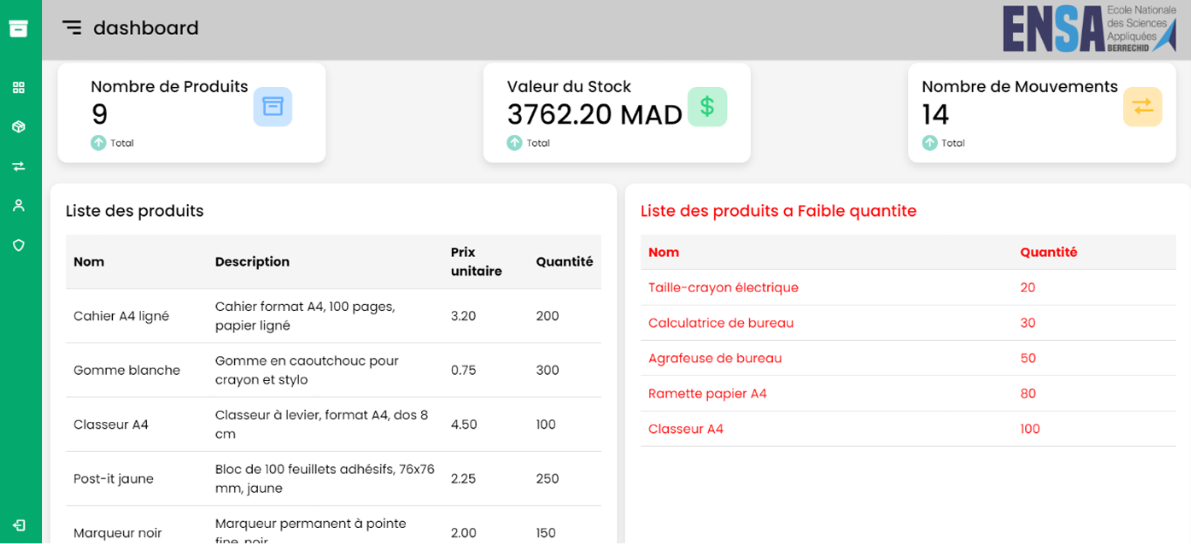 dashboard
ENSA
Ecole Nationale
des Sciences
Appliquées
BERRECHID
Nombre de Produits
9
Total
Valeur du Stock
3762.20 MAD
$
Total
Nombre de Mouvements
14
Total
Liste des produits
Nom Description Prix unitaire Quantité
Cahier A4 ligné Cahier format A4, 100 pages, papier ligné 3.20 200
Gomme blanche Gomme en caoutchouc pour crayon et stylo 0.75 300
Classeur A4 Classeur à levier, format A4, dos 8 cm 4.50 100
Post-it jaune Bloc de 100 feuillets adhésifs, 76x76 mm, jaune 2.25 250
Marqueur noir Marqueur permanent à pointe fine, noir 2.00 150
Liste des produits a Faible quantite
Nom Quantité
Taille-crayon électrique 20
Calculatrice de bureau 30
Agrafeuse de bureau 50
Ramette papier A4 80
Classeur A4 100